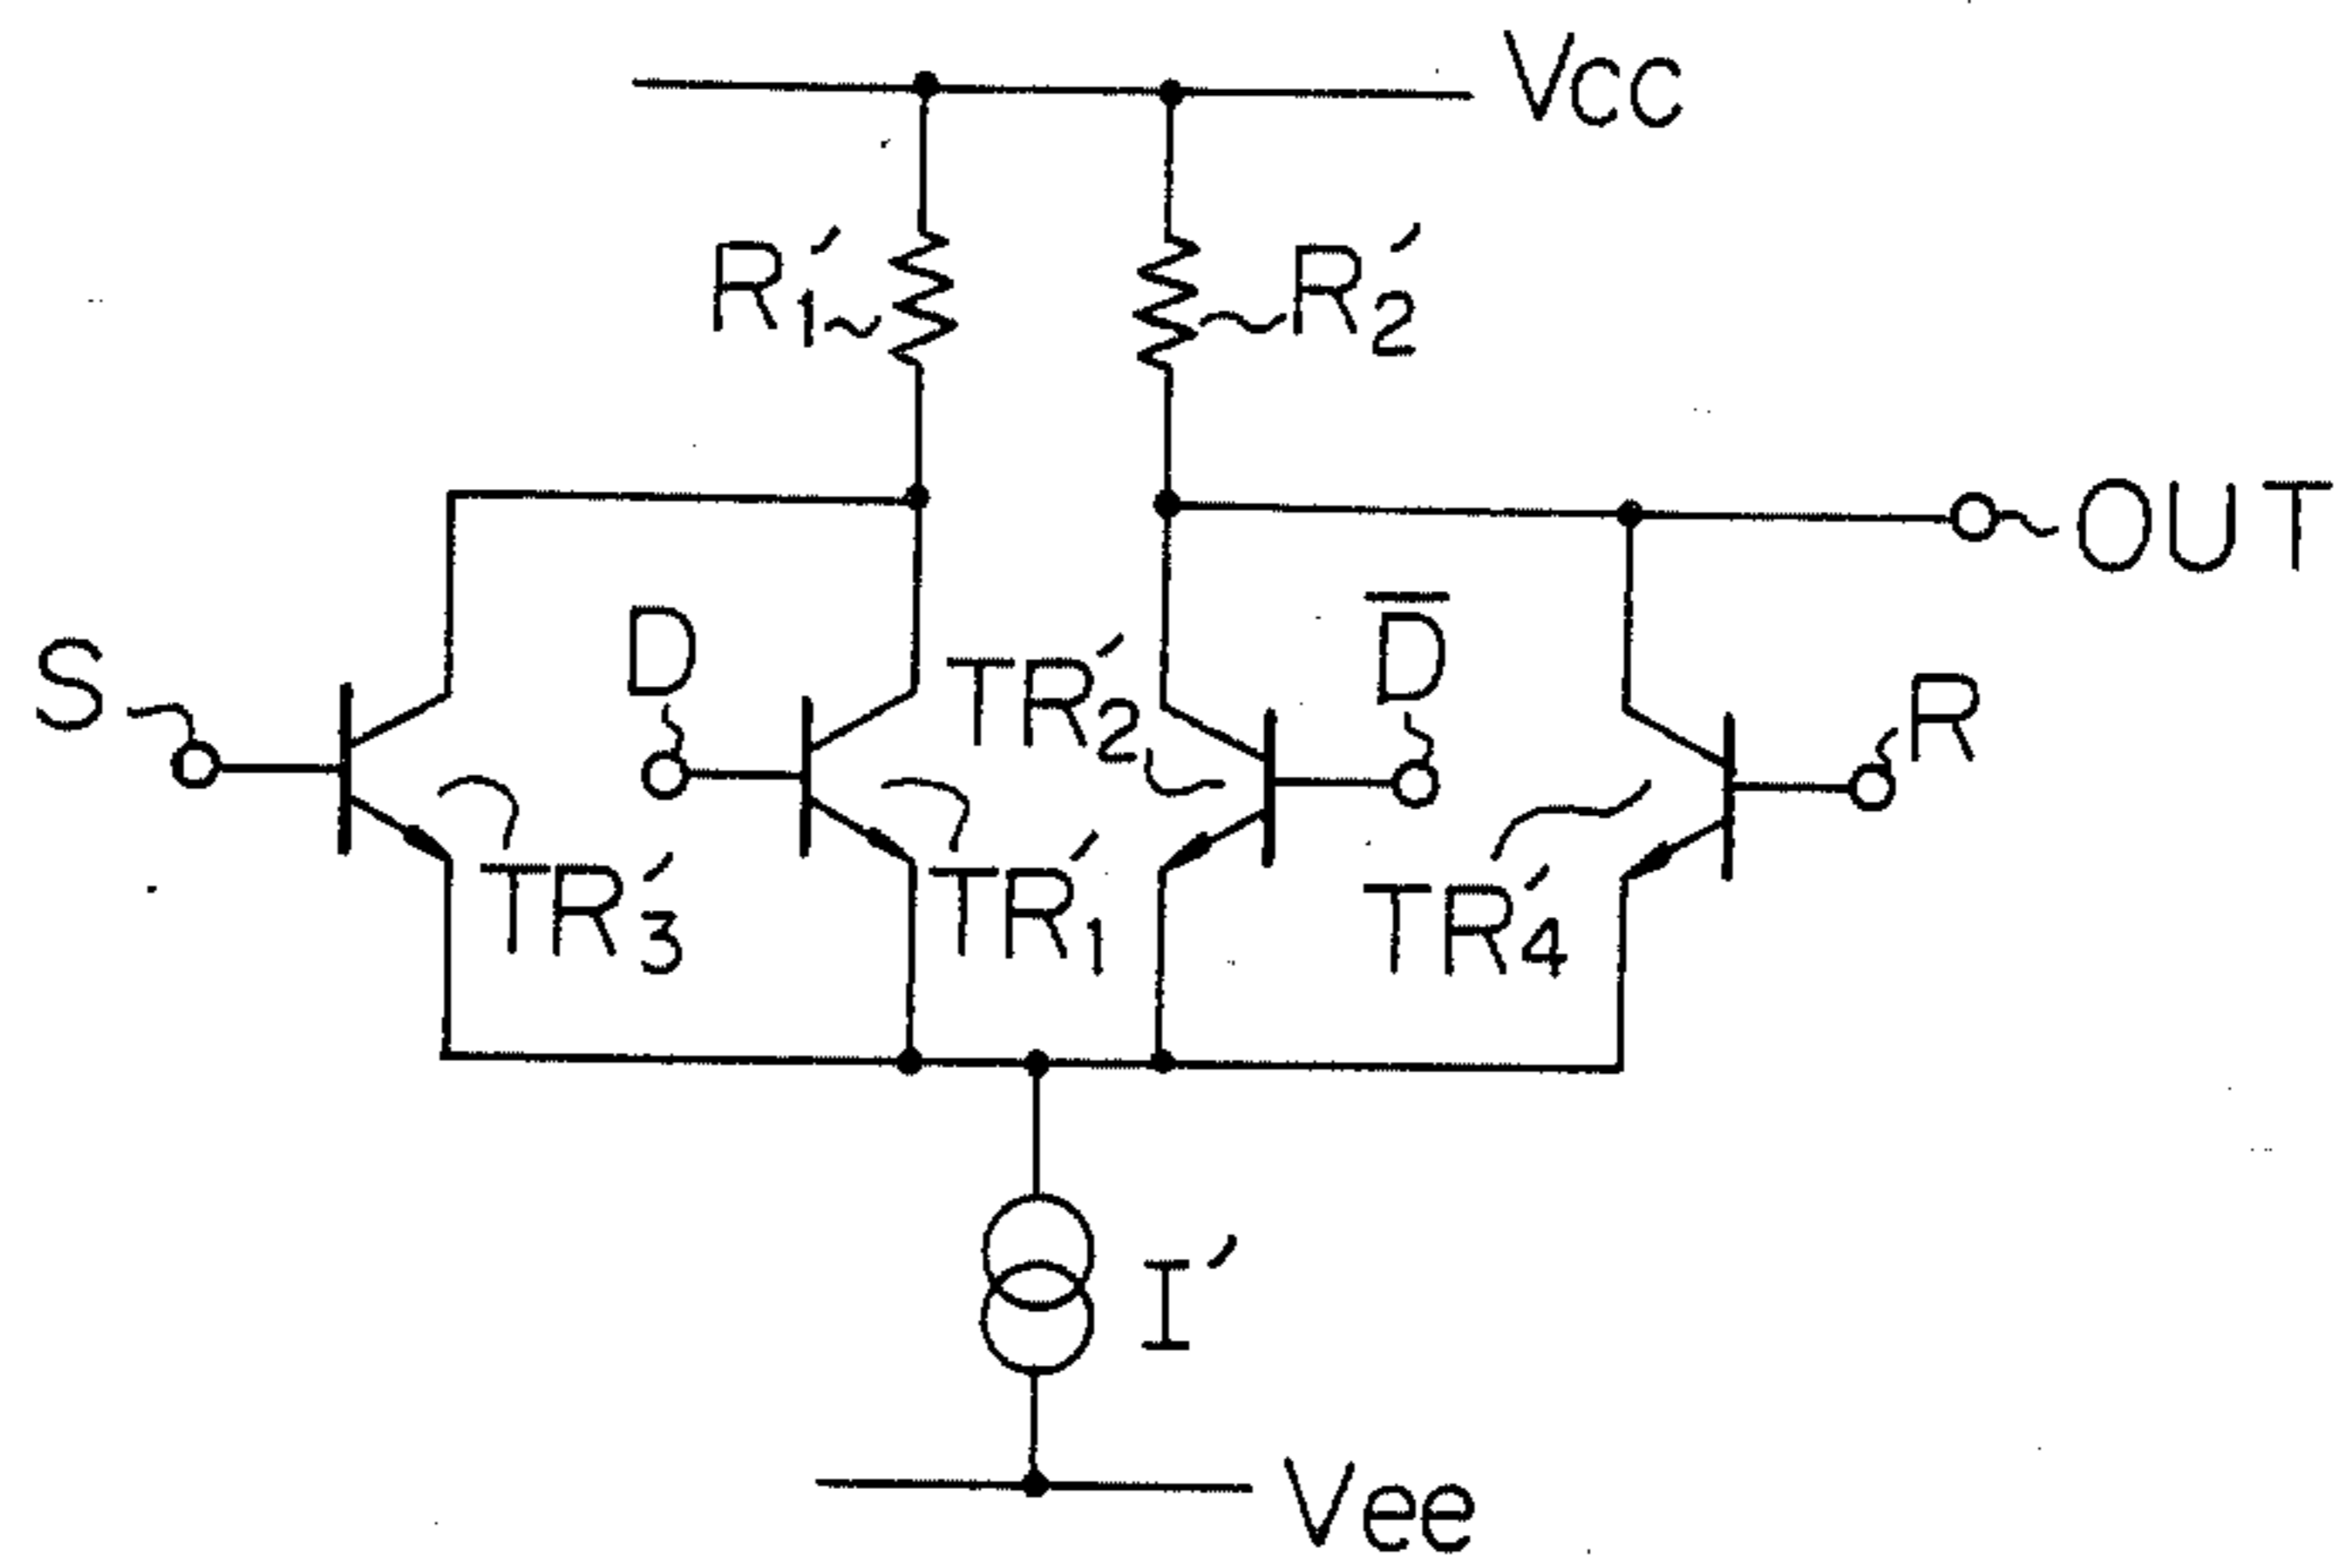 Vcc
R₁′
R₂′
OUT
S
D
TR₂′
D̅
R
TR₃′
TR₁′
TR₄′
I′
Vee